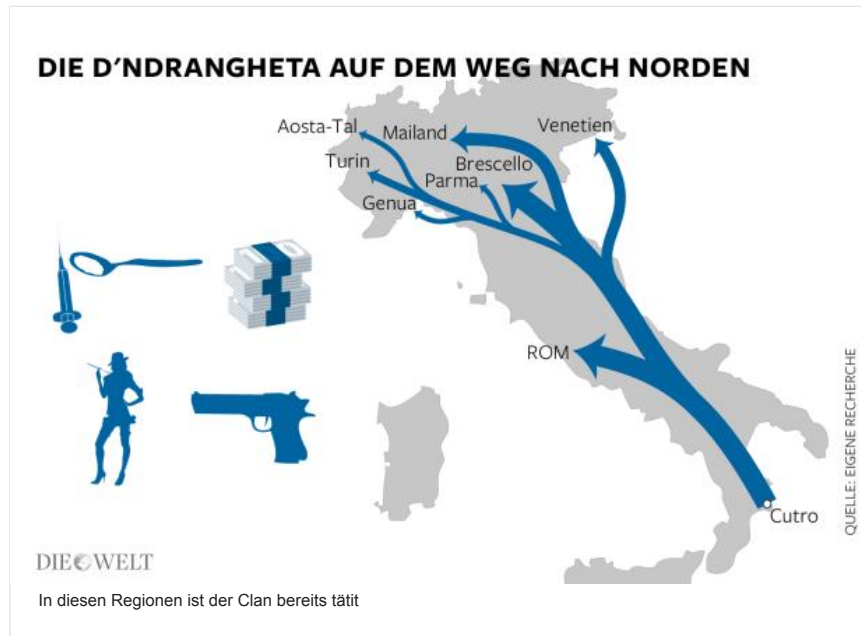 DIE D'NDRANGHETA AUF DEM WEG NACH NORDEN
Aosta-Tal
Mailand
Venetien
Turin
Brescello
Parma
Genua
ROM
Cutro
QUELLE: EIGENE RECHERCHE
DIE WELT
In diesen Regionen ist der Clan bereits tätit